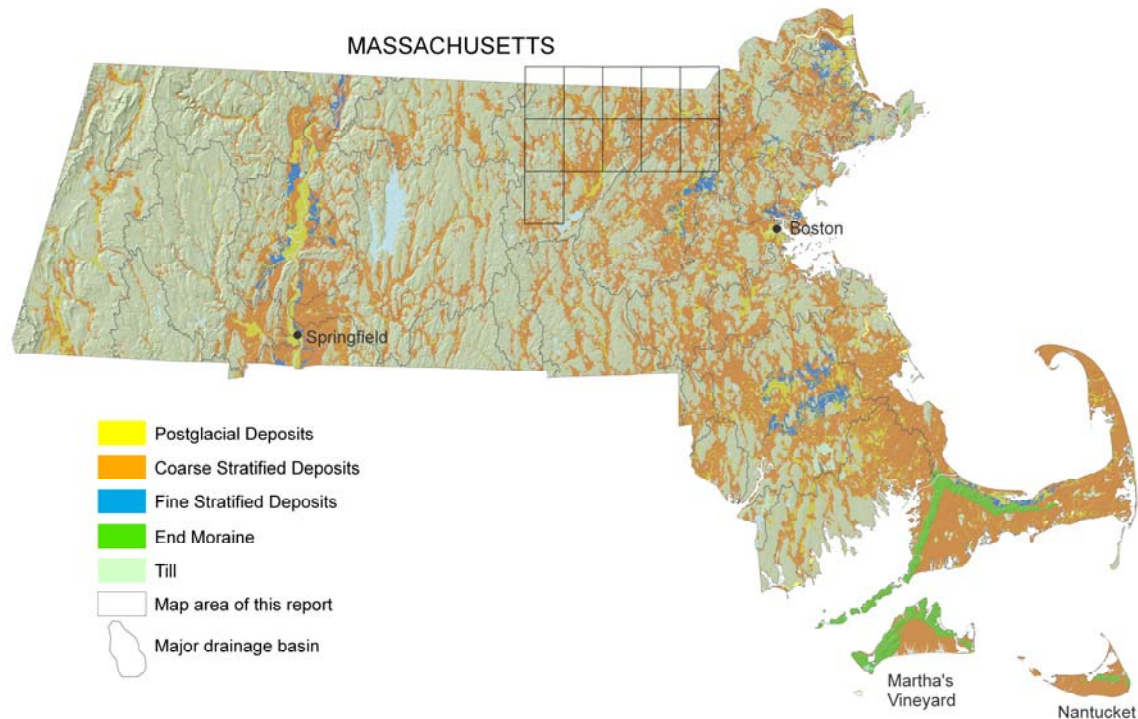 MASSACHUSETTS
Boston
Springfield
Postglacial Deposits
Coarse Stratified Deposits
Fine Stratified Deposits
End Moraine
Till
Map area of this report
Major drainage basin
Martha's
Vineyard
Nantucket